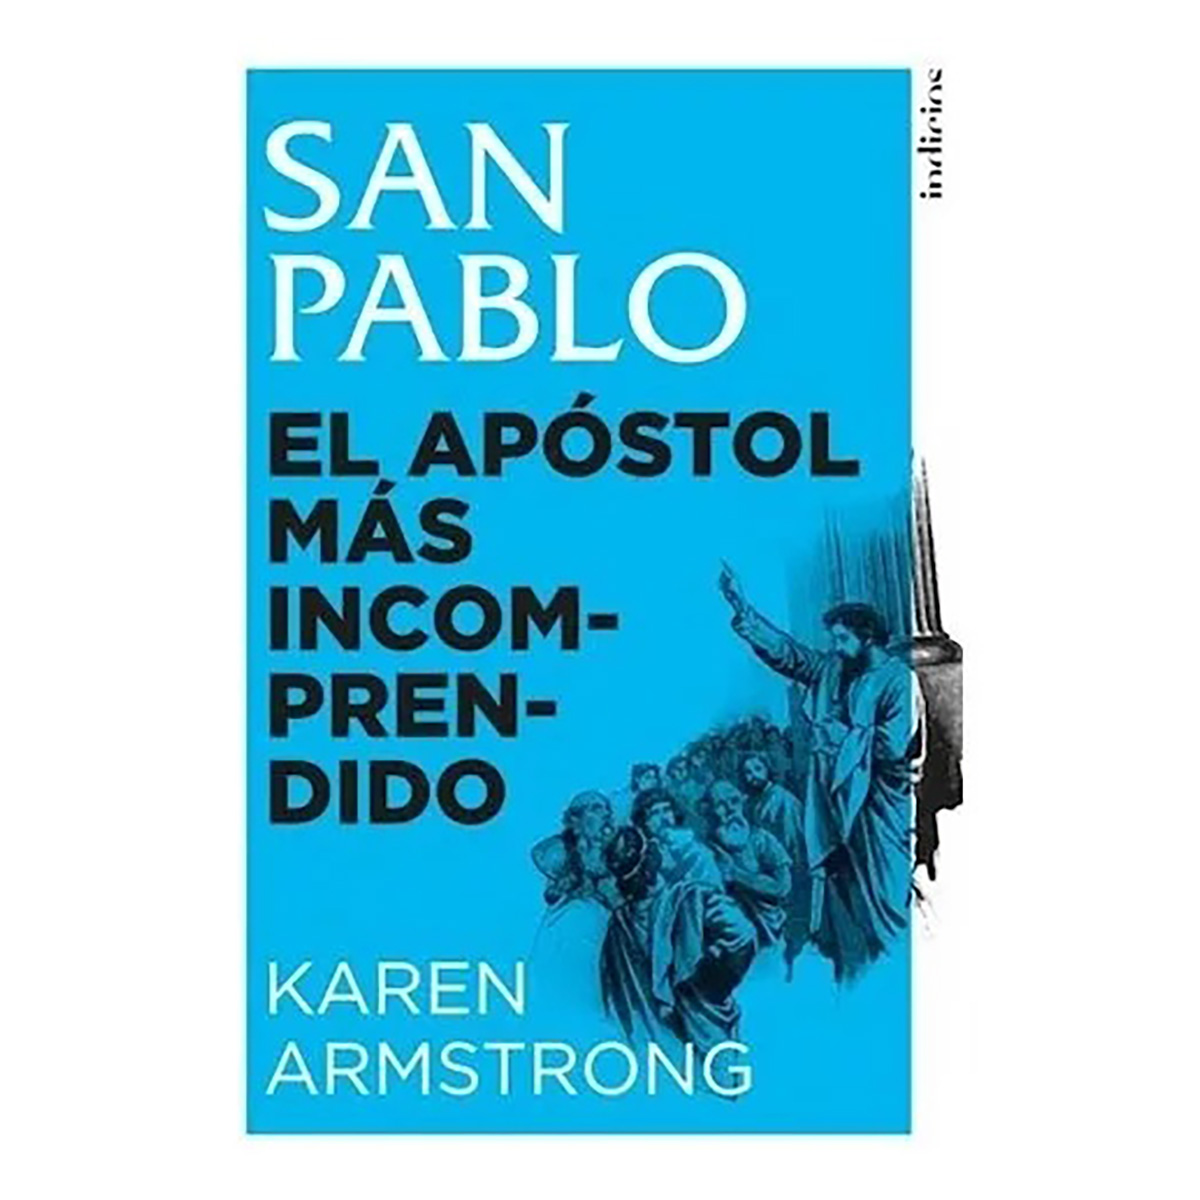 SAN
PABLO
EL APÓSTOL
MÁS
INCOM-
PREN-
DIDO
KAREN
ARMSTRONG
indicios